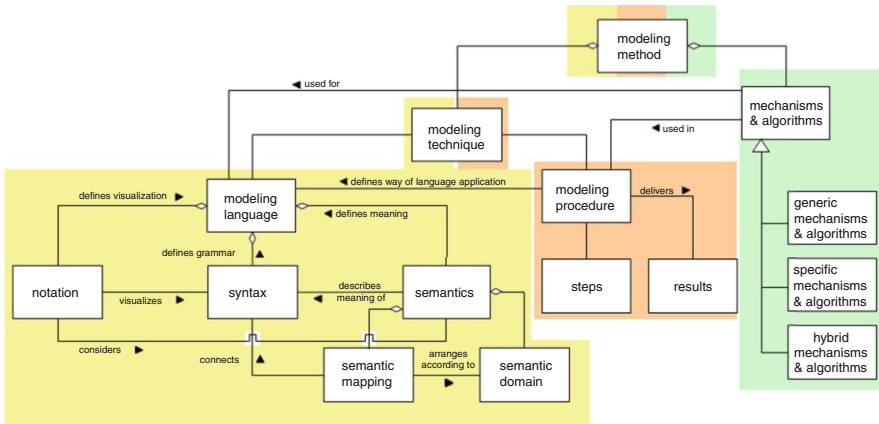 modeling
method
used for
mechanisms
& algorithms
modeling
technique
used in
defines way of language application
modeling
procedure
delivers
defines visualization
modeling
language
defines meaning
generic
mechanisms
& algorithms
defines grammar
notation
visualizes
syntax
describes
meaning of
semantics
steps
results
specific
mechanisms
& algorithms
considers
connects
semantic
mapping
arranges
according to
semantic
domain
hybrid
mechanisms
& algorithms